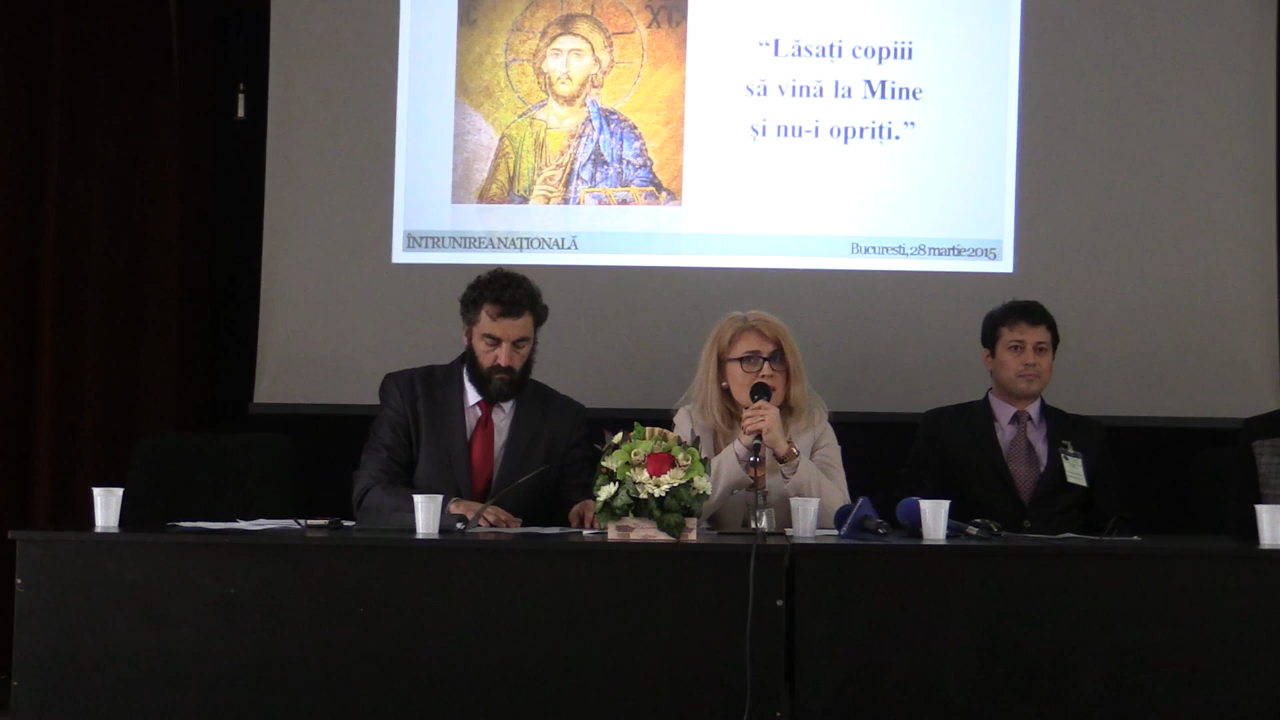 “Lăsați copiii
să vină la Mine
și nu-i opriți.”
ÎNTRUNIREA NAȚIONALĂ
Bucuresti, 28 martie 2015